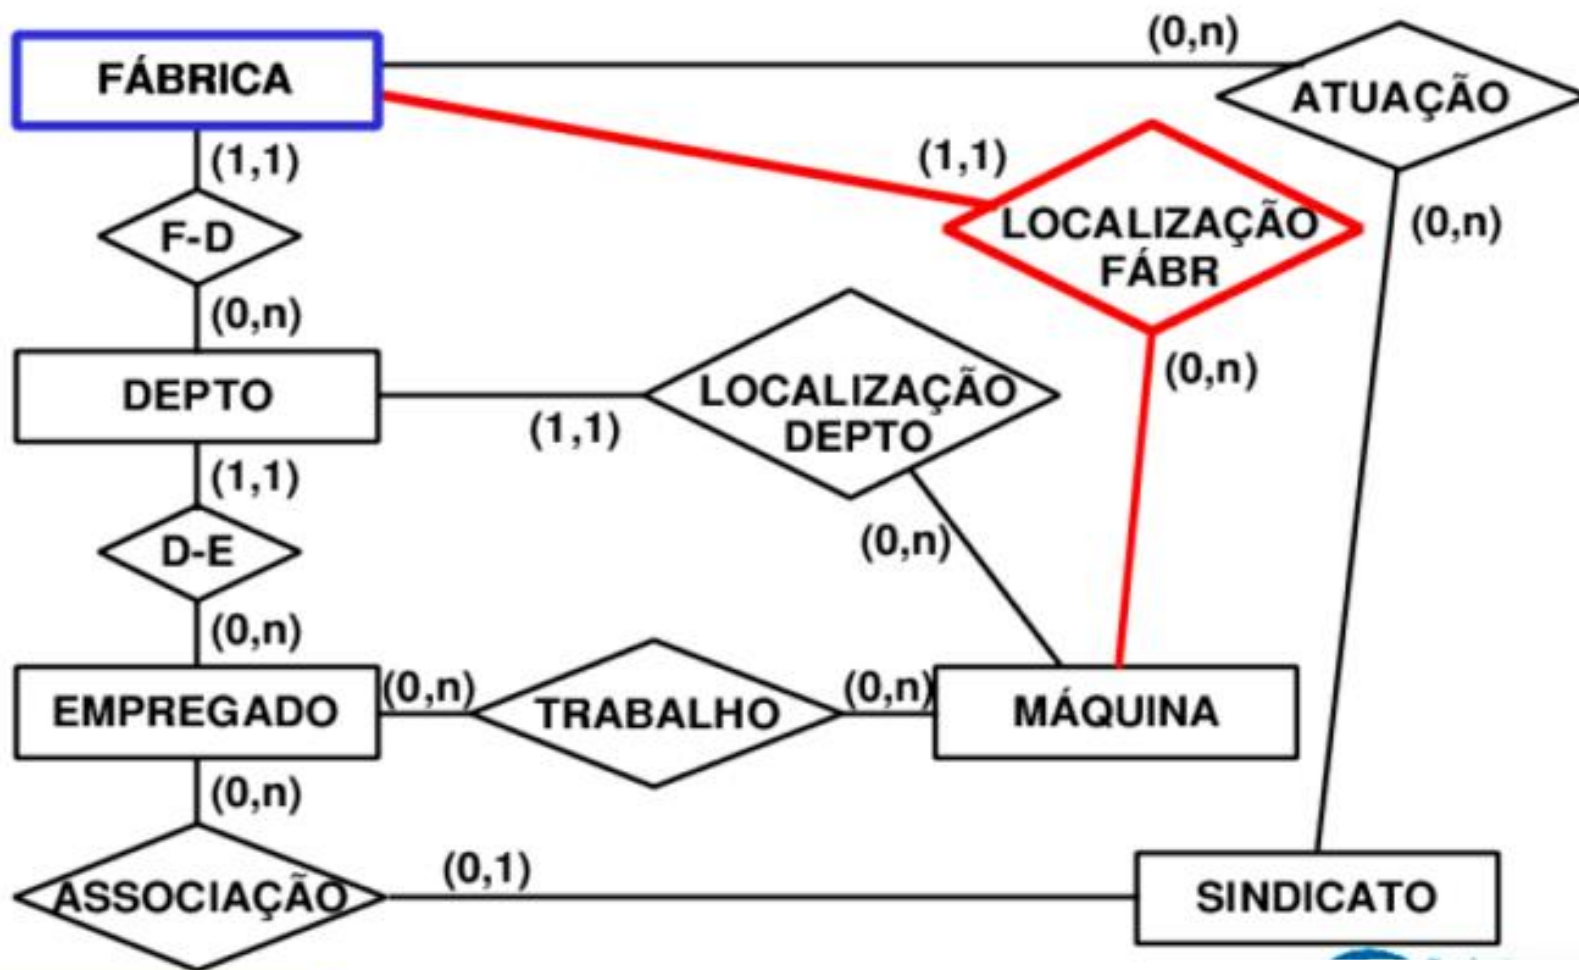 (0,n)
FÁBRICA
ATUAÇÃO
(1,1)
(1,1)
LOCALIZAÇÃO
FÁBR
(0,n)
F-D
(0,n)
(0,n)
DEPTO
LOCALIZAÇÃO
DEPTO
(1,1)
(1,1)
(0,n)
D-E
(0,n)
EMPREGADO
(0,n)
TRABALHO
(0,n)
MÁQUINA
(0,n)
(0,1)
ASSOCIAÇÃO
SINDICATO